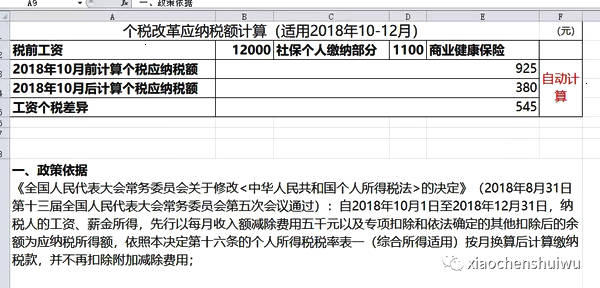 A9 fx 一、政策依据
A B C D E F
个税改革应纳税额计算（适用2018年10-12月） (元)
税前工资 12000 社保个人缴纳部分 1100 商业健康保险
2018年10月前计算个税应纳税额 925 自动计算
2018年10月后计算个税应纳税额 380
工资个税差异 545
一、政策依据
《全国人民代表大会常务委员会关于修改<中华人民共和国个人所得税法>的决定》（2018年8月31日
第十三届全国人民代表大会常务委员会第五次会议通过）：自2018年10月1日至2018年12月31日，纳
税人的工资、薪金所得，先行以每月收入额减除费用五千元以及专项扣除和依法确定的其他扣除后的余
额为应纳税所得额，依照本决定第十六条的个人所得税税率表一（综合所得适用）按月换算后计算缴纳
税款，并不再扣除附加减除费用；
xiaochenshuiwu